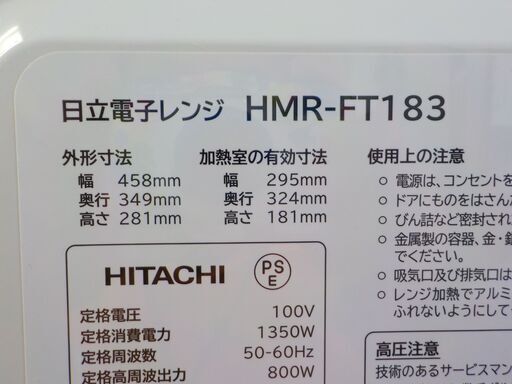 日立電子レンジ HMR-FT183
外形寸法
幅 458mm
奥行 349mm
高さ 281mm
加熱室の有効寸法
幅 295mm
奥行 324mm
高さ 181mm
HITACHI PSE
定格電圧 100V
定格消費電力 1350W
定格周波数 50-60Hz
定格高周波出力 800W
使用上の注意
○ 電源は、コンセントを
○ ドアにものをはさん
○ びん詰など密封され
○ 金属製の容器、金・銀
でください。
○ 吸気口及び排気口は
○ レンジ加熱でアルミ
ふれないようにして
高圧注意
技術のあるサービスマン